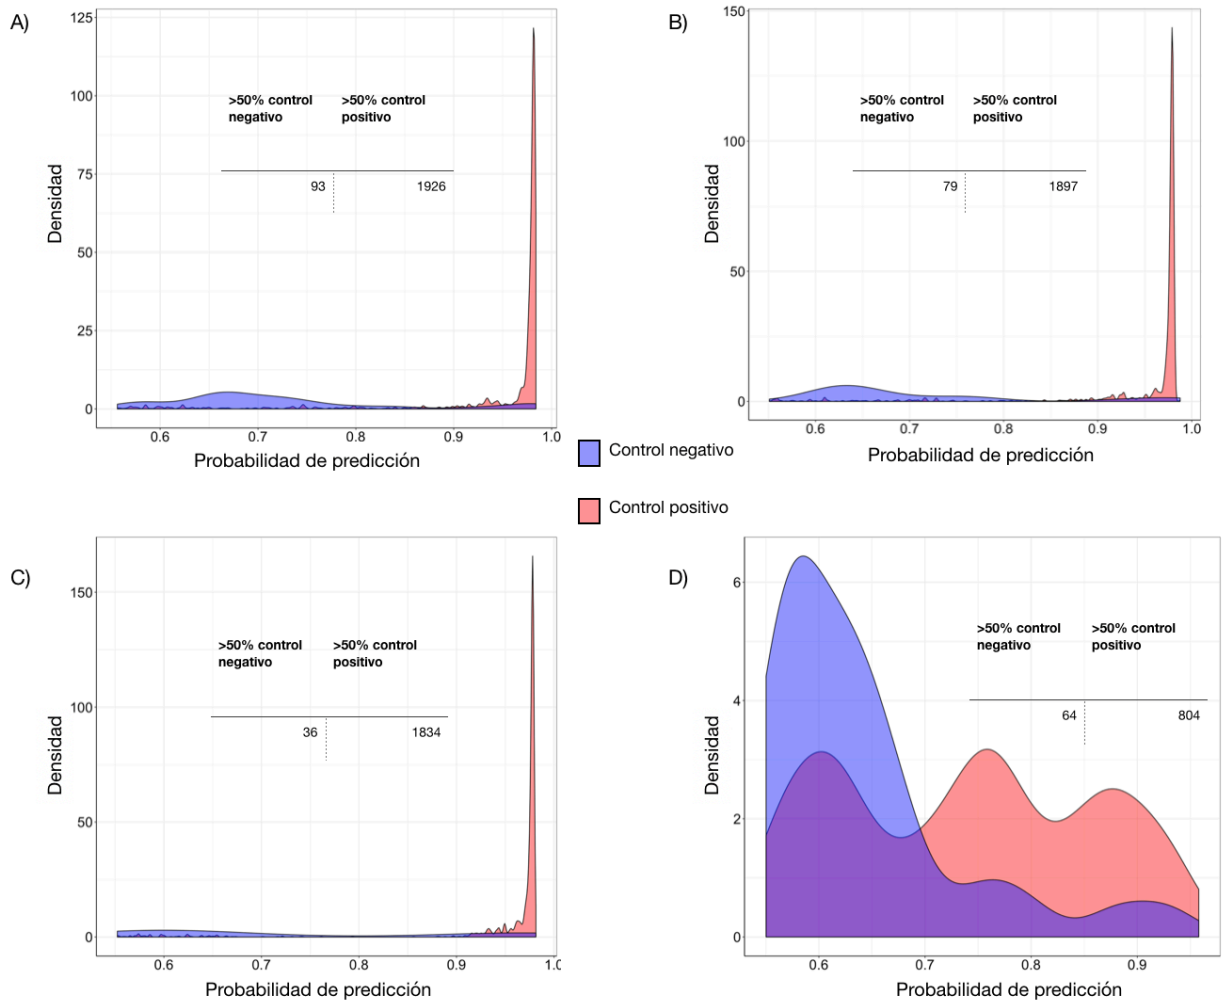 A)
125
100
75
50
25
0
Densidad
>50% control >50% control
negativo positivo
93 1926
0.6 0.7 0.8 0.9 1.0
Probabilidad de predicción
B)
150
100
50
0
Densidad
>50% control >50% control
negativo positivo
79 1897
0.6 0.7 0.8 0.9 1.0
Probabilidad de predicción
Control negativo
Control positivo
C)
150
100
50
0
Densidad
>50% control >50% control
negativo positivo
36 1834
0.6 0.7 0.8 0.9 1.0
Probabilidad de predicción
D)
6
4
2
0
Densidad
>50% control >50% control
negativo positivo
64 804
0.6 0.7 0.8 0.9
Probabilidad de predicción